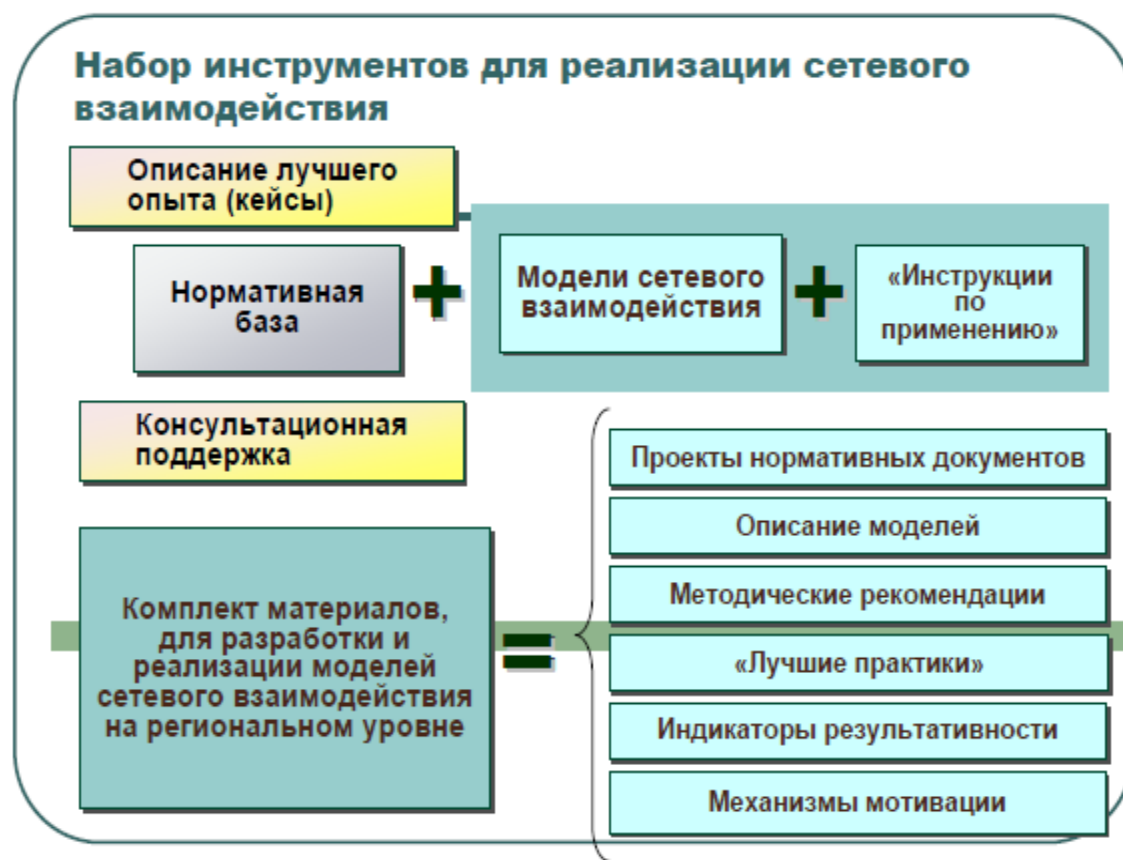 Набор инструментов для реализации сетевого
взаимодействия
Описание лучшего
опыта (кейсы)
Нормативная
база
+
Модели сетевого
взаимодействия
+
«Инструкции
по
применению»
Консультационная
поддержка
Комплект материалов,
для разработки и
реализации моделей
сетевого взаимодействия
на региональном уровне
=
Проекты нормативных документов
Описание моделей
Методические рекомендации
«Лучшие практики»
Индикаторы результативности
Механизмы мотивации